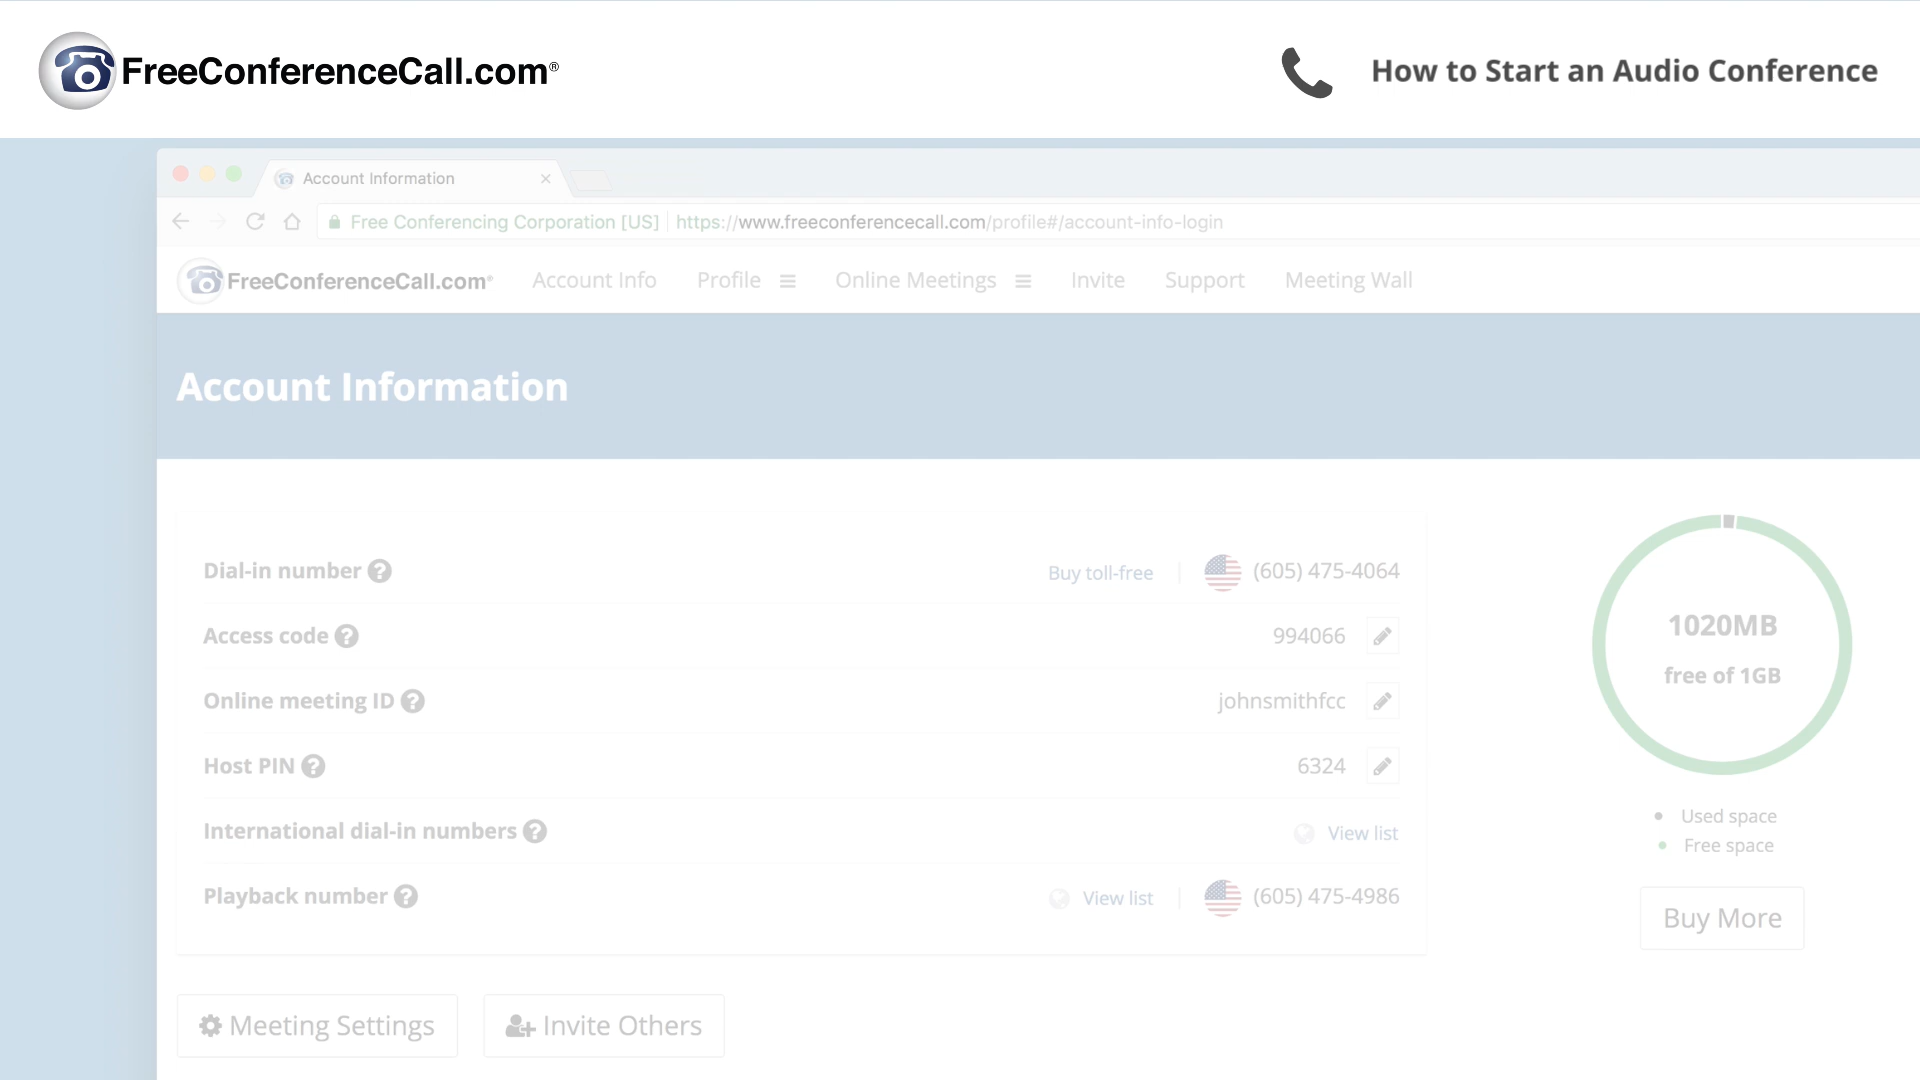 FreeConferenceCall.com®
How to Start an Audio Conference
Account Information
Free Conferencing Corporation [US] https://www.freeconferencecall.com/profile#/account-info-login
FreeConferenceCall.com® Account Info Profile Online Meetings Invite Support Meeting Wall
Account Information
Dial-in number ? Buy toll-free (605) 475-4064
Access code ? 994066
Online meeting ID ? johnsmithfcc
Host PIN ? 6324
International dial-in numbers ? View list
Playback number ? View list (605) 475-4986
1020MB
free of 1GB
Used space
Free space
Buy More
Meeting Settings
Invite Others